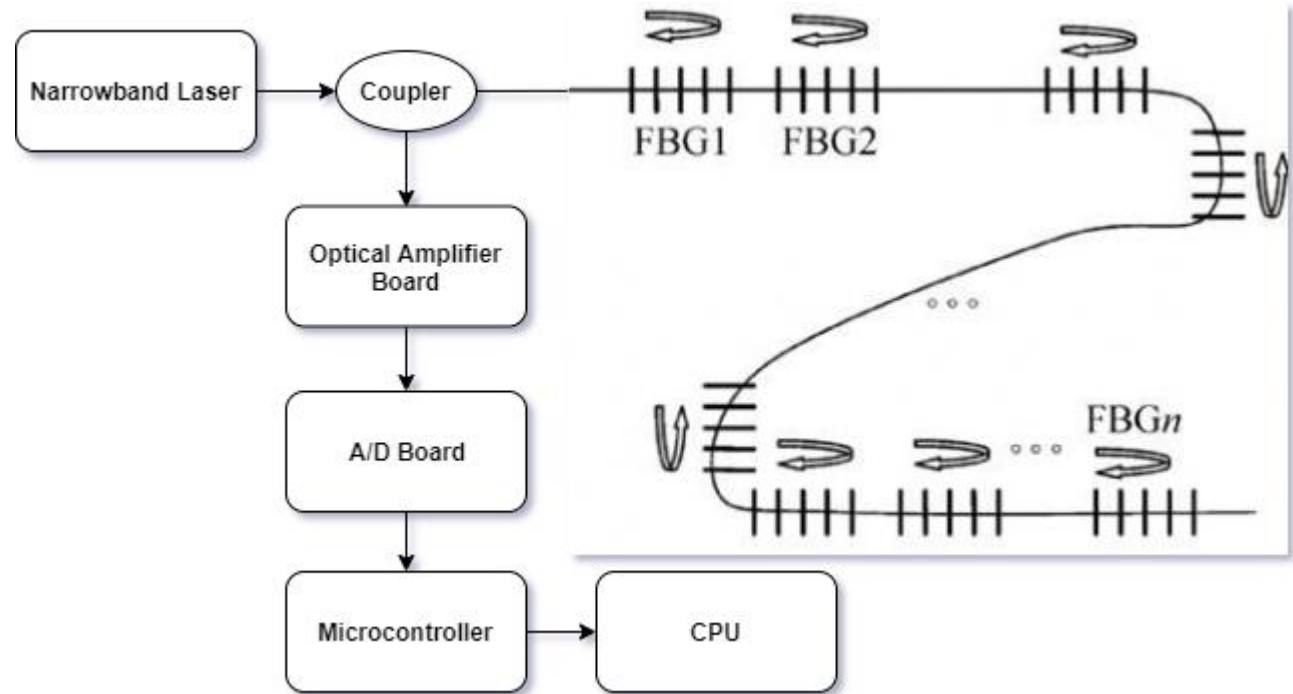 Narrowband Laser
Coupler
FBG1
FBG2
Optical Amplifier
Board
A/D Board
FBGn
Microcontroller
CPU